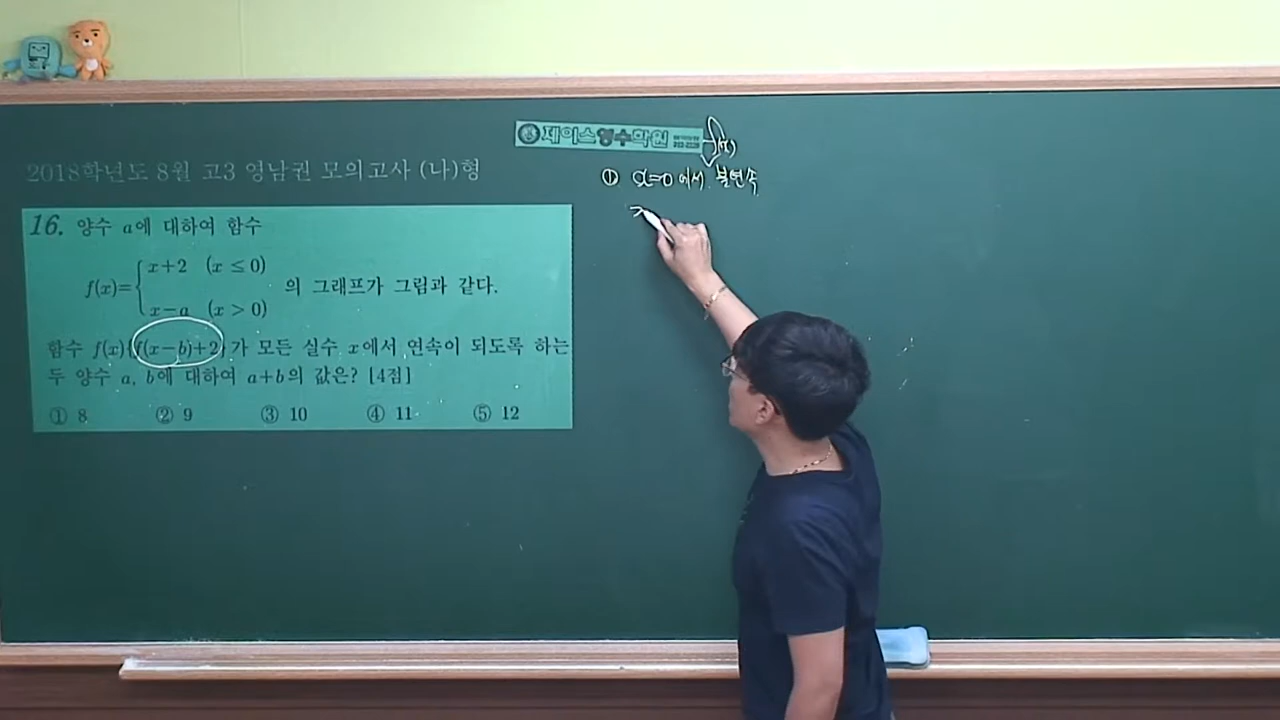 제이스영수학원
f(x)
2018학년도 8월 고3 영남권 모의고사 (나)형
① x=0에서 불연속
16. 양수 a에 대하여 함수
f(x)={ x+2 (x ≤ 0)
x-a (x > 0) 의 그래프가 그림과 같다.
함수 f(x){f(x-b)+2}가 모든 실수 x에서 연속이 되도록 하는
두 양수 a, b에 대하여 a+b의 값은? [4점]
① 8 ② 9 ③ 10 ④ 11 ⑤ 12